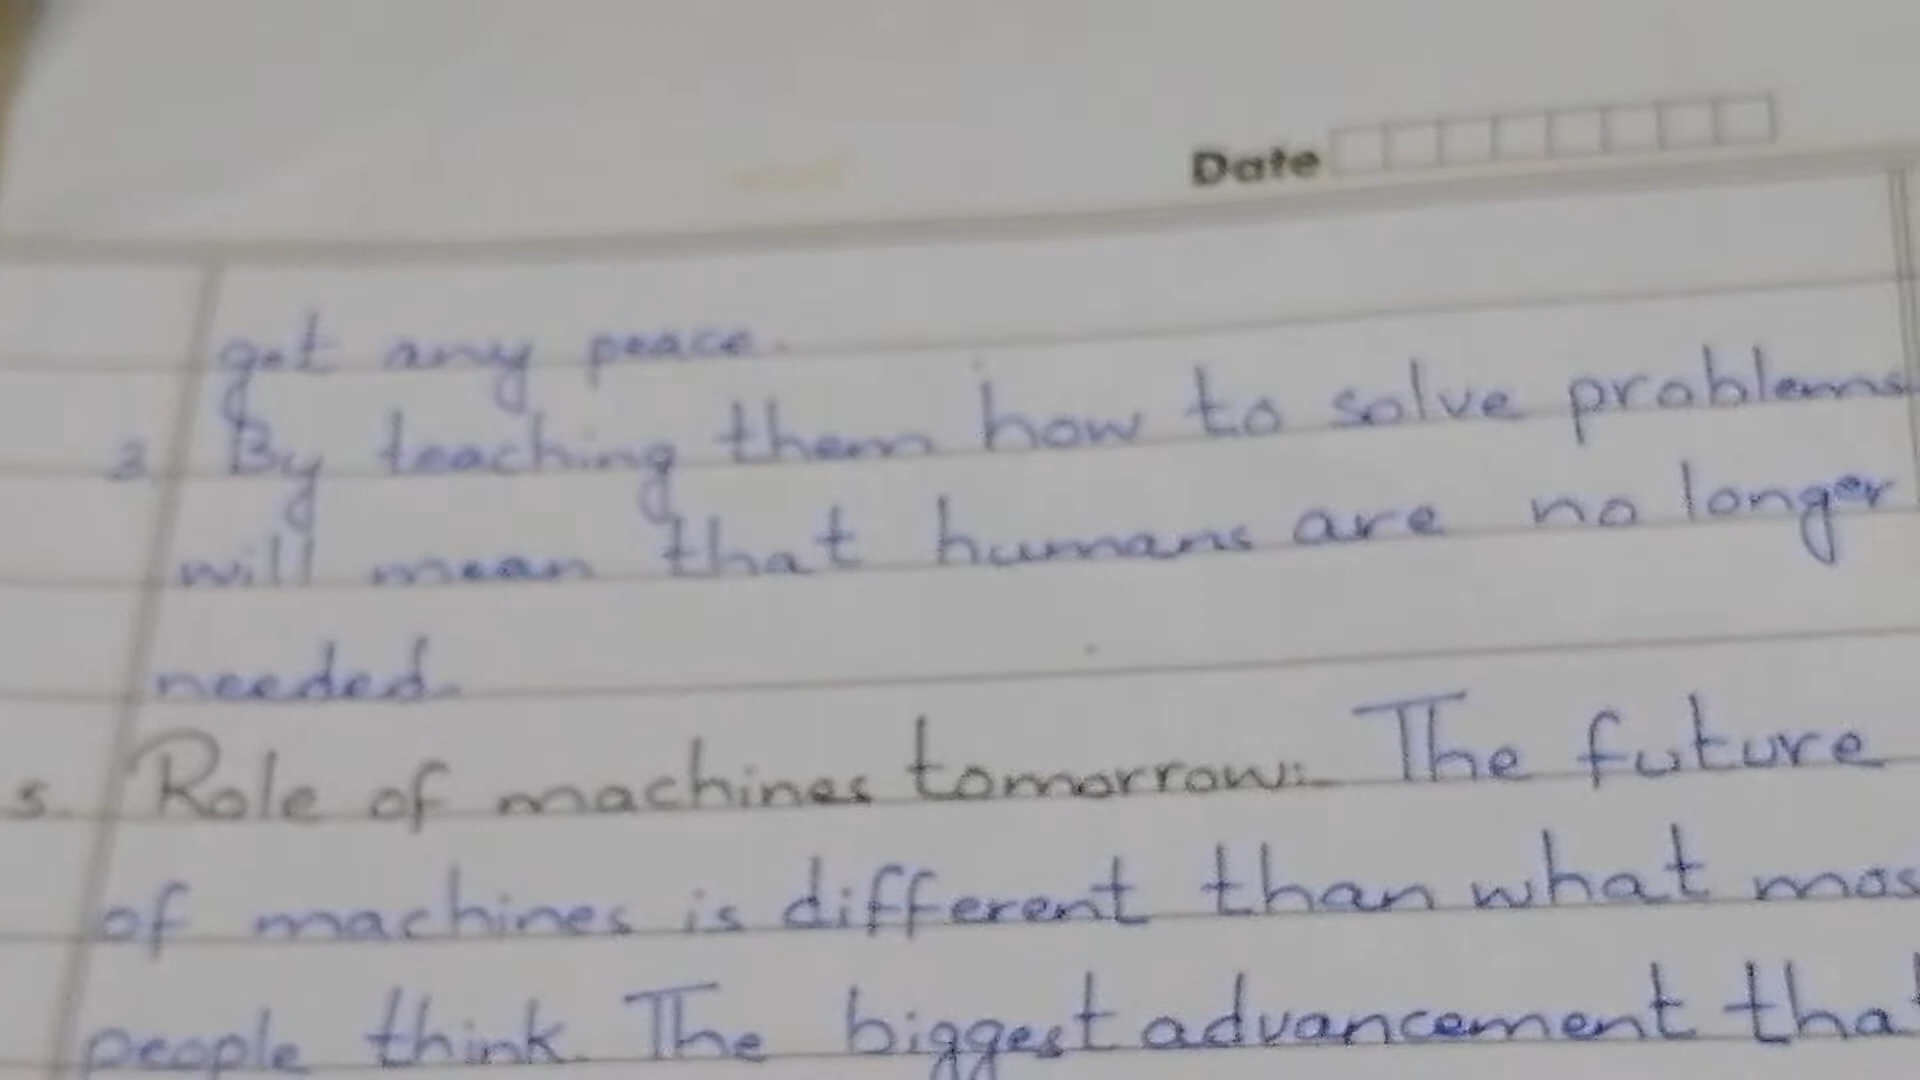 Date
get any peace.
3. By teaching them how to solve problems
will mean that humans are no longer
needed.
5. Role of machines tomorrow:- The future
of machines is different than what mos
people think. The biggest advancement that